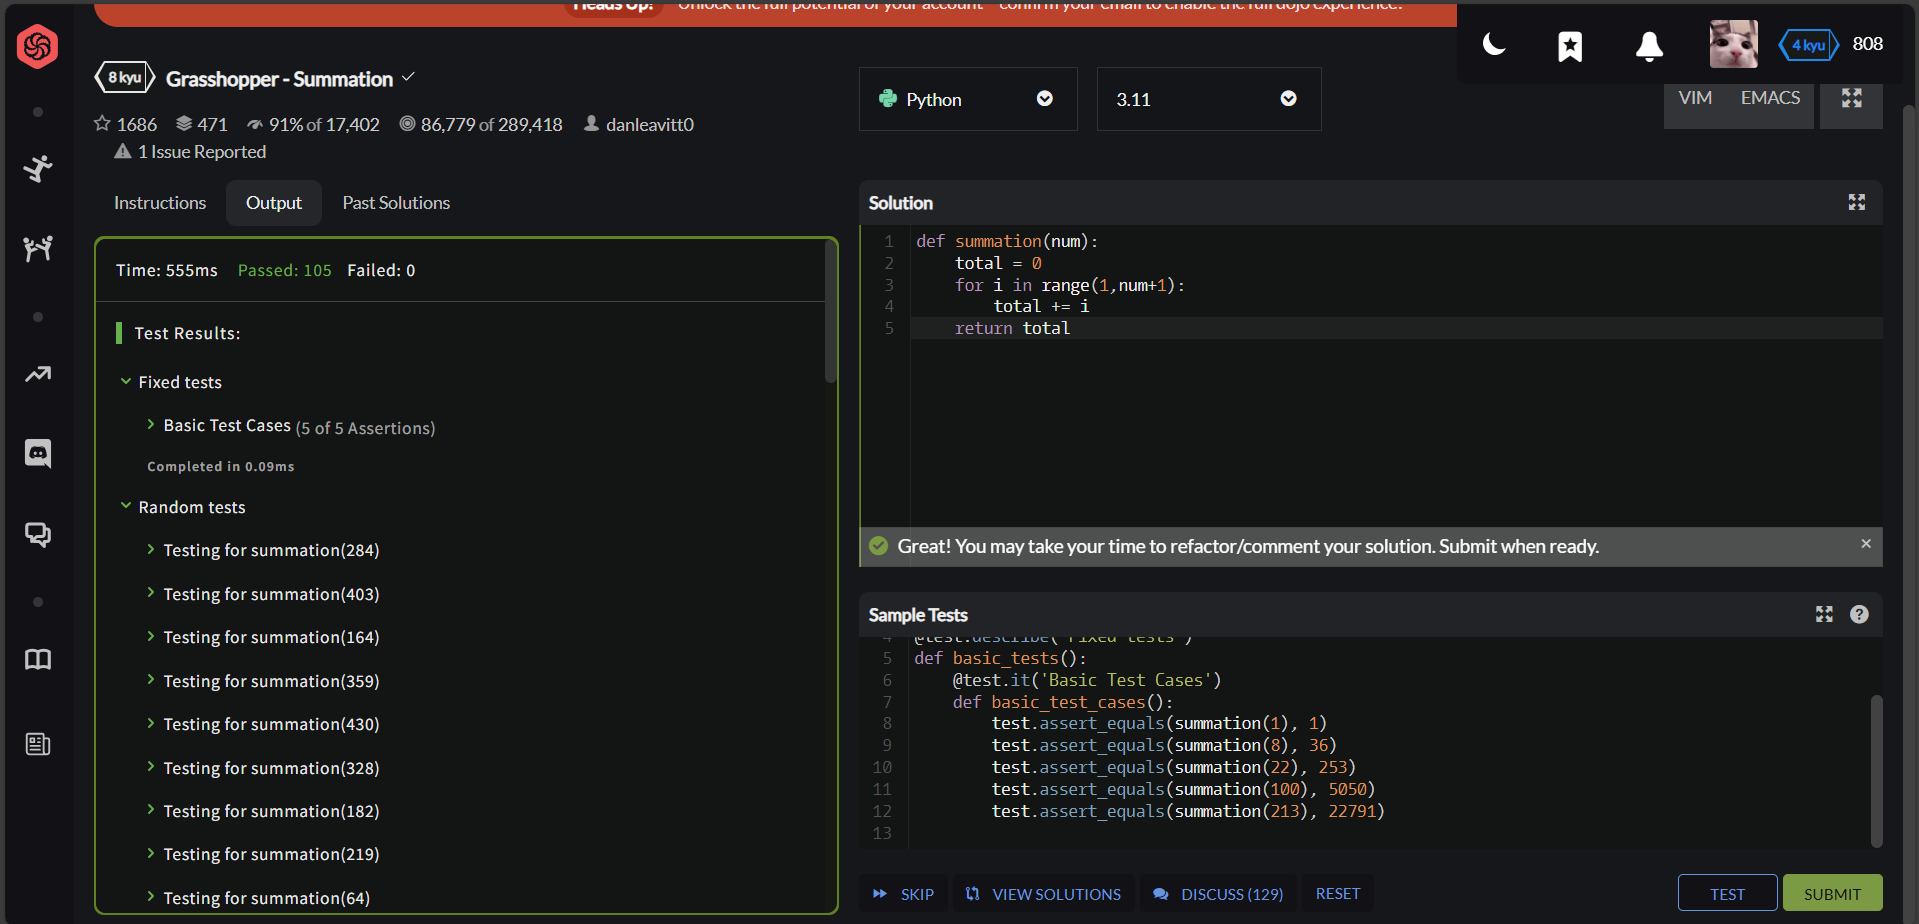 Heads Up! Unlock the full potential of your account - confirm your email to enable the full dojo experience!
4 kyu 808
8 kyu Grasshopper - Summation
1686 471 91% of 17,402 86,779 of 289,418 danleavitt0
1 Issue Reported
Python 3.11
VIM EMACS
Instructions Output Past Solutions
Time: 555ms Passed: 105 Failed: 0
Test Results:
Fixed tests
Basic Test Cases (5 of 5 Assertions)
Completed in 0.09ms
Random tests
Testing for summation(284)
Testing for summation(403)
Testing for summation(164)
Testing for summation(359)
Testing for summation(430)
Testing for summation(328)
Testing for summation(182)
Testing for summation(219)
Testing for summation(64)
Solution
1 def summation(num):
2 total = 0
3 for i in range(1,num+1):
4 total += i
5 return total
Great! You may take your time to refactor/comment your solution. Submit when ready.
Sample Tests
4 @test.describe('Fixed tests')
5 def basic_tests():
6 @test.it('Basic Test Cases')
7 def basic_test_cases():
8 test.assert_equals(summation(1), 1)
9 test.assert_equals(summation(8), 36)
10 test.assert_equals(summation(22), 253)
11 test.assert_equals(summation(100), 5050)
12 test.assert_equals(summation(213), 22791)
13
SKIP VIEW SOLUTIONS DISCUSS (129) RESET TEST SUBMIT